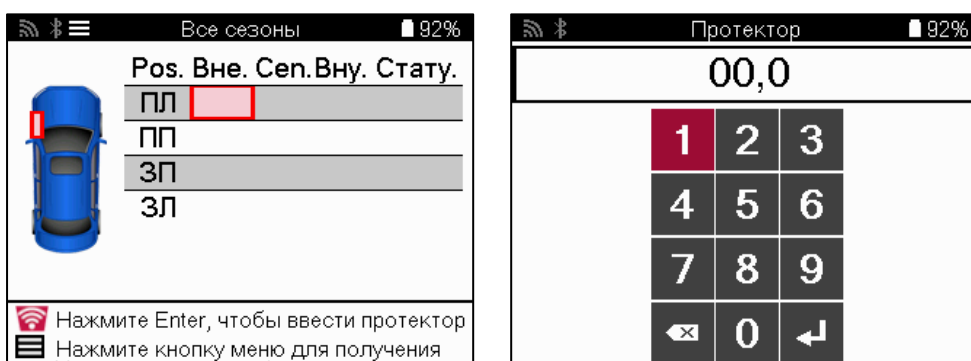 Все сезоны 92%
Pos. Вне. Cen. Вну. Стату.
ПЛ
ПП
ЗП
ЗЛ
Нажмите Enter, чтобы ввести протектор
Нажмите кнопку меню для получения
Протектор 92%
00,0
1 2 3
4 5 6
7 8 9
0